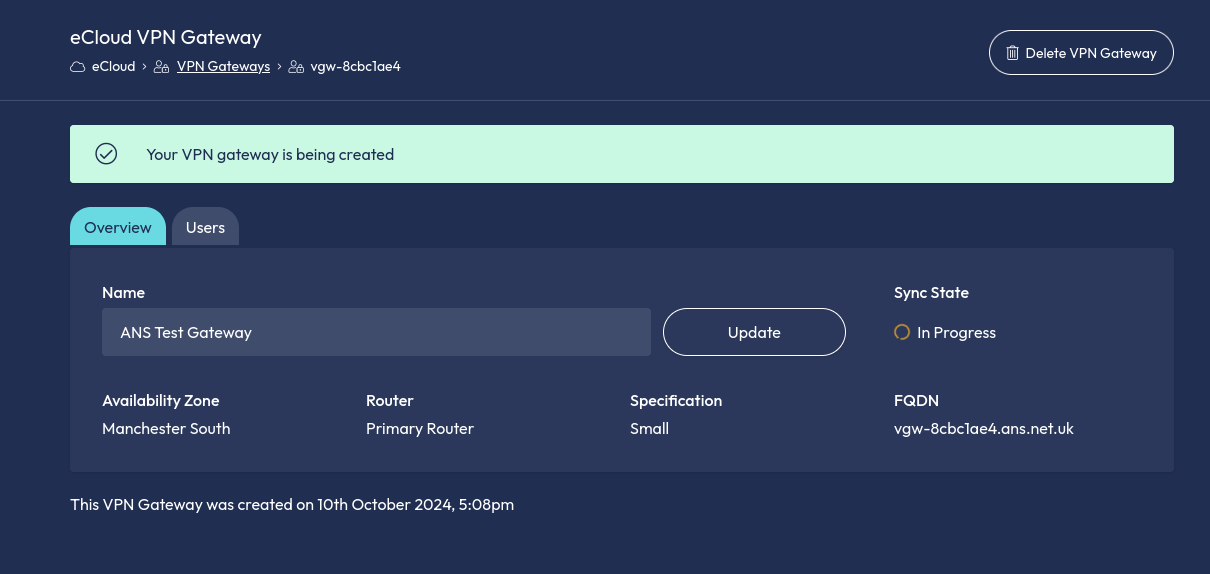 eCloud VPN Gateway
eCloud › VPN Gateways › vgw-8cbc1ae4
Delete VPN Gateway
Your VPN gateway is being created
Overview Users
Name
ANS Test Gateway
Update
Sync State
In Progress
Availability Zone
Manchester South
Router
Primary Router
Specification
Small
FQDN
vgw-8cbc1ae4.ans.net.uk
This VPN Gateway was created on 10th October 2024, 5:08pm